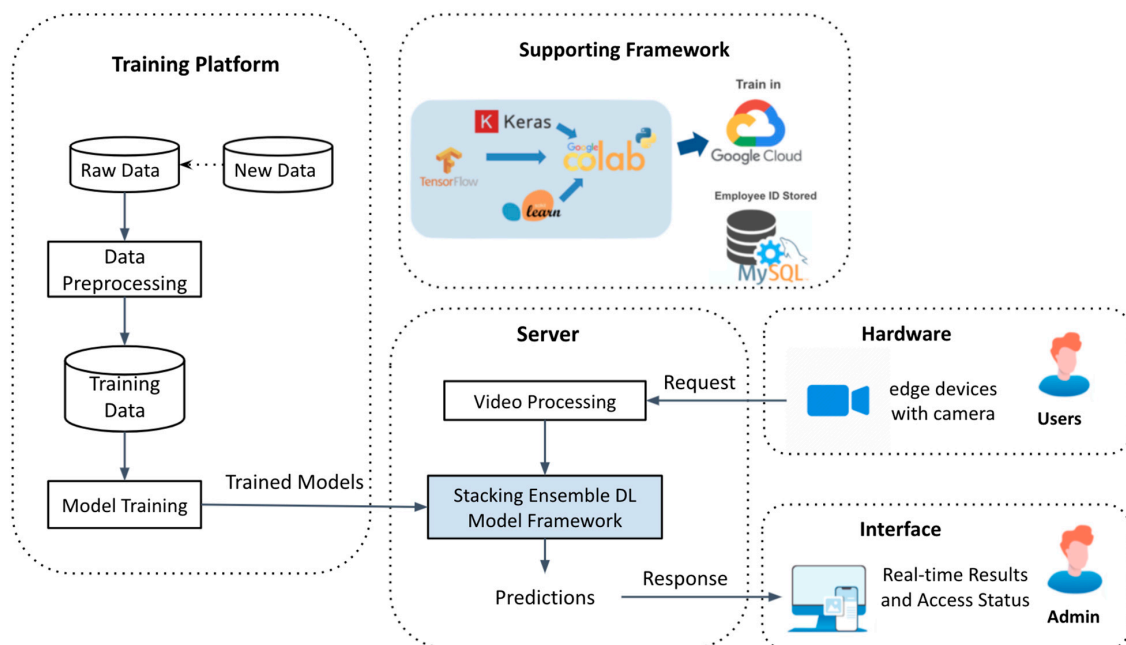 Training Platform
Raw Data
New Data
Data
Preprocessing
Training
Data
Model Training
Trained Models
Supporting Framework
K Keras
TensorFlow
learn
Google
colab
Train in
Google Cloud
Employee ID Stored
MySQL
Server
Video Processing
Request
Stacking Ensemble DL
Model Framework
Predictions
Response
Hardware
edge devices
with camera
Users
Interface
Real-time Results
and Access Status
Admin